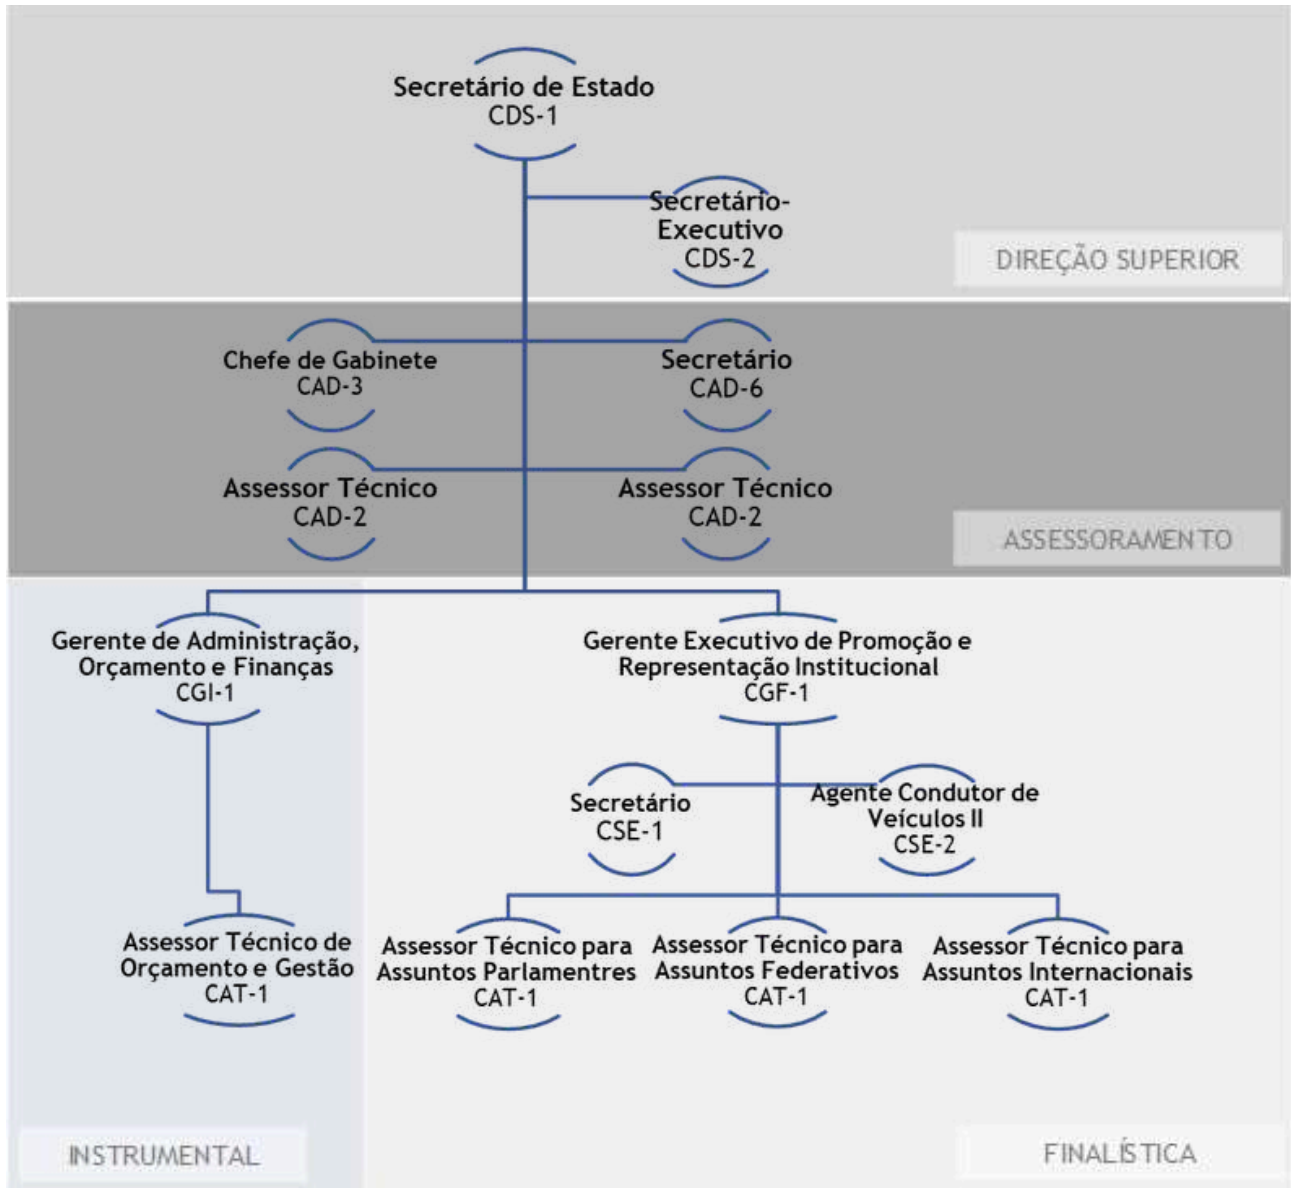 Secretário de Estado
CDS-1
Secretário-
Executivo
CDS-2
DIREÇÃO SUPERIOR
Chefe de Gabinete
CAD-3
Secretário
CAD-6
Assessor Técnico
CAD-2
Assessor Técnico
CAD-2
ASSESSORAMENTO
Gerente de Administração,
Orçamento e Finanças
CGI-1
Gerente Executivo de Promoção e
Representação Institucional
CGF-1
Secretário
CSE-1
Agente Condutor de
Veículos II
CSE-2
Assessor Técnico de
Orçamento e Gestão
CAT-1
Assessor Técnico para
Assuntos Parlamentres
CAT-1
Assessor Técnico para
Assuntos Federativos
CAT-1
Assessor Técnico para
Assuntos Internacionais
CAT-1
INSTRUMENTAL
FINALÍSTICA